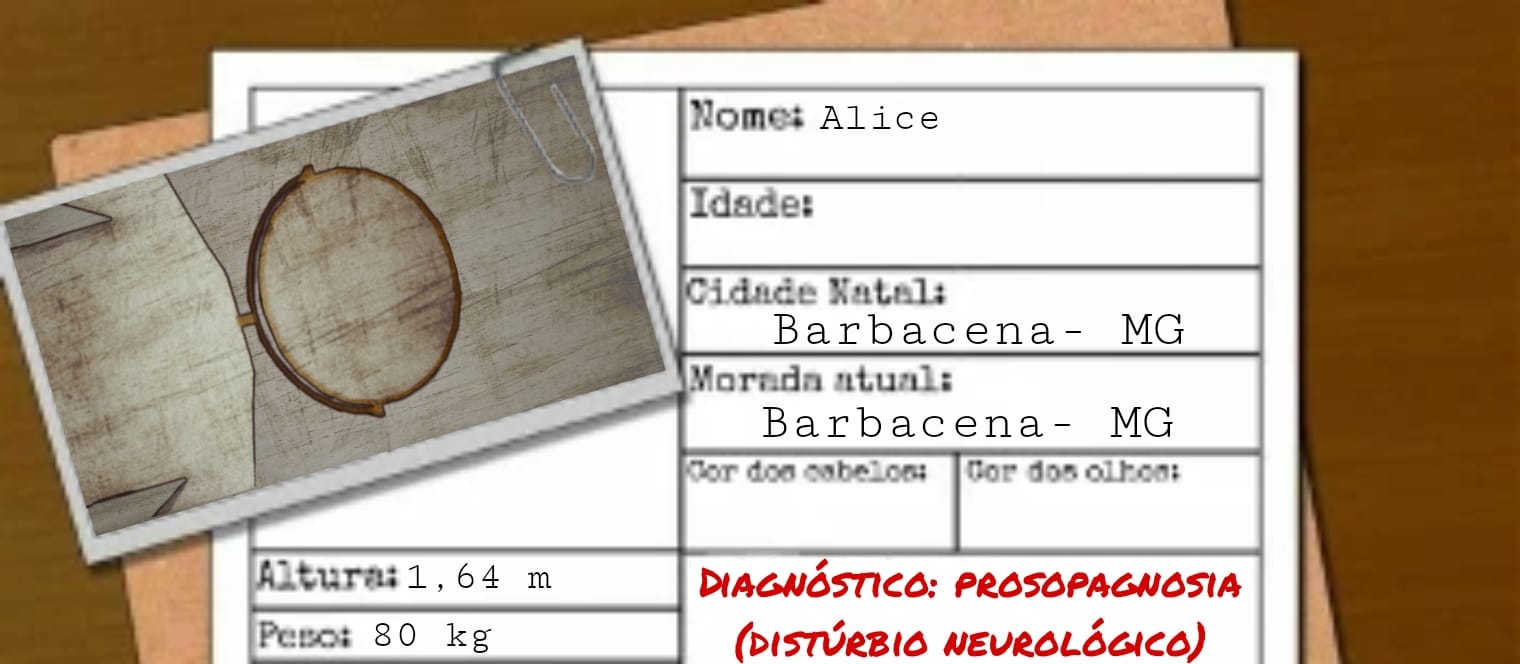 Nome: Alice
Idade:
Cidade Natal:
Barbacena- MG
Morada atual:
Barbacena- MG
Cor dos cabelos: Cor dos olhos:
Altura: 1,64 m
Peso: 80 kg
DIAGNÓSTICO: PROSOPAGNOSIA
(DISTÚRBIO NEUROLÓGICO)